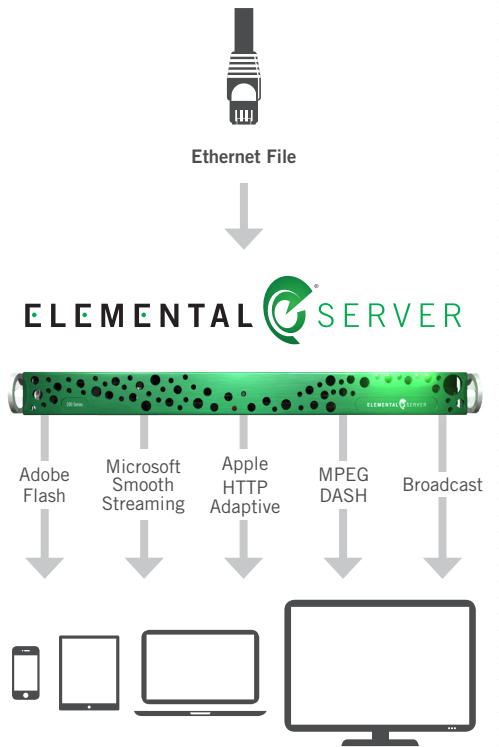 Ethernet File
ELEMENTAL SERVER
®
ELEMENTAL SERVER
Adobe
Flash
Microsoft
Smooth
Streaming
Apple
HTTP
Adaptive
MPEG
DASH
Broadcast